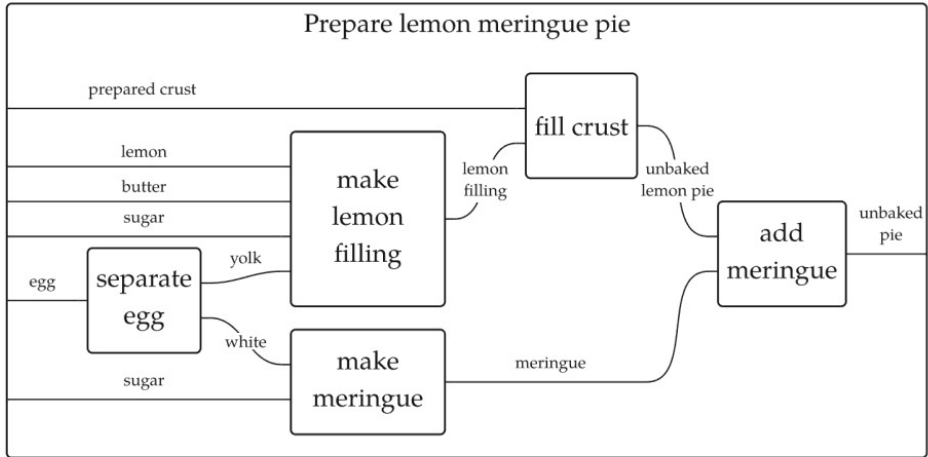 Prepare lemon meringue pie
prepared crust
fill crust
lemon
butter
sugar
make
lemon
filling
lemon
filling
unbaked
lemon pie
add
meringue
unbaked
pie
egg
separate
egg
yolk
white
sugar
make
meringue
meringue